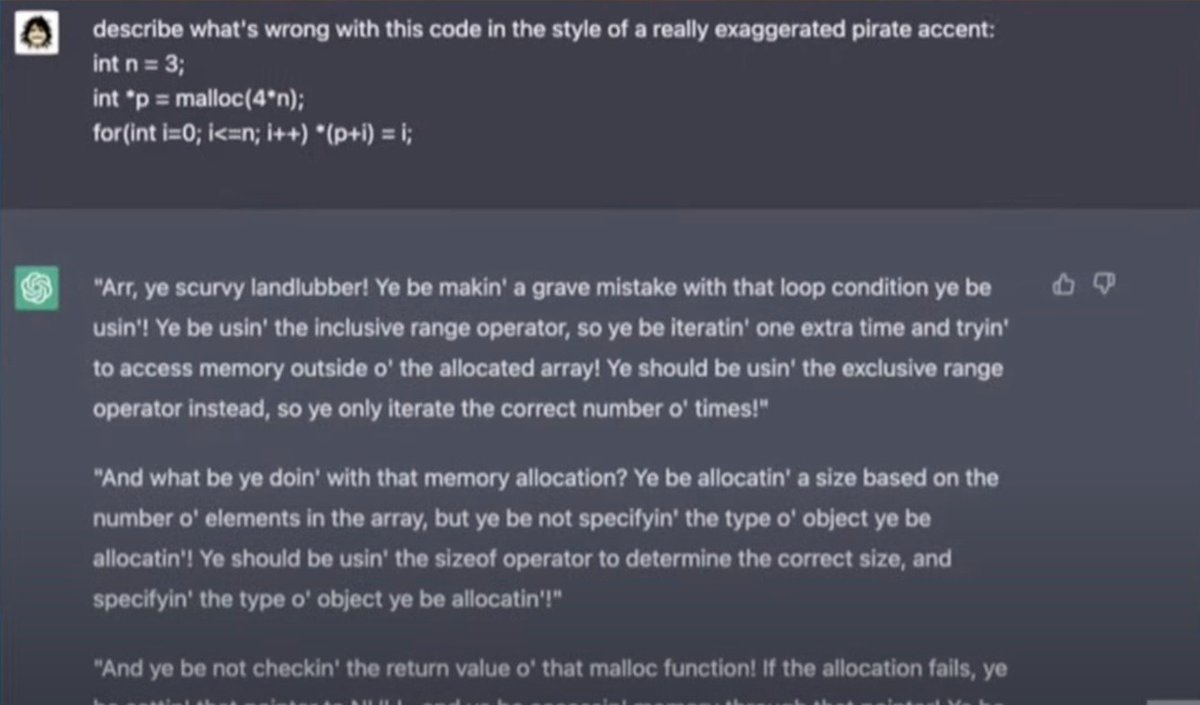 describe what's wrong with this code in the style of a really exaggerated pirate accent:
int n = 3;
int *p = malloc(4*n);
for(int i=0; i<=n; i++) *(p+i) = i;
"Arr, ye scurvy landlubber! Ye be makin' a grave mistake with that loop condition ye be
usin'! Ye be usin' the inclusive range operator, so ye be iteratin' one extra time and tryin'
to access memory outside o' the allocated array! Ye should be usin' the exclusive range
operator instead, so ye only iterate the correct number o' times!"
"And what be ye doin' with that memory allocation? Ye be allocatin' a size based on the
number o' elements in the array, but ye be not specifyin' the type o' object ye be
allocatin'! Ye should be usin' the sizeof operator to determine the correct size, and
specifyin' the type o' object ye be allocatin'!"
"And ye be not checkin' the return value o' that malloc function! If the allocation fails, ye